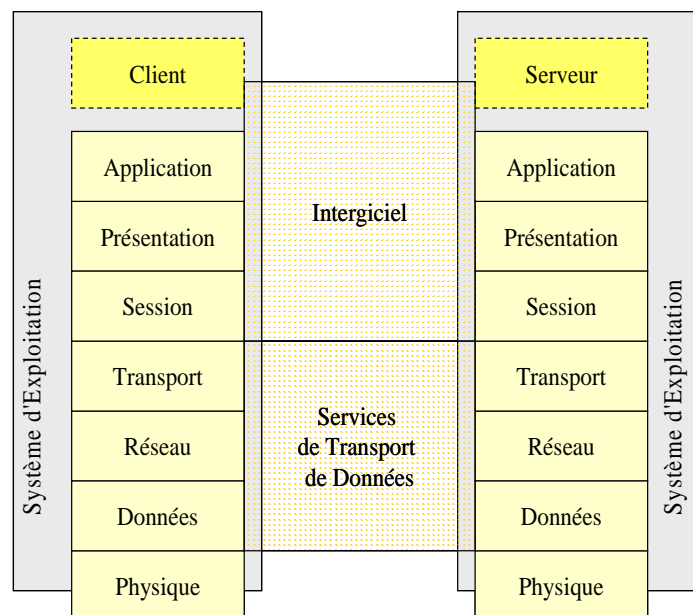 Client
Application
Présentation
Session
Transport
Réseau
Données
Physique
Système d'Exploitation
Intergiciel
Services
de Transport
de Données
Serveur
Application
Présentation
Session
Transport
Réseau
Données
Physique
Système d'Exploitation